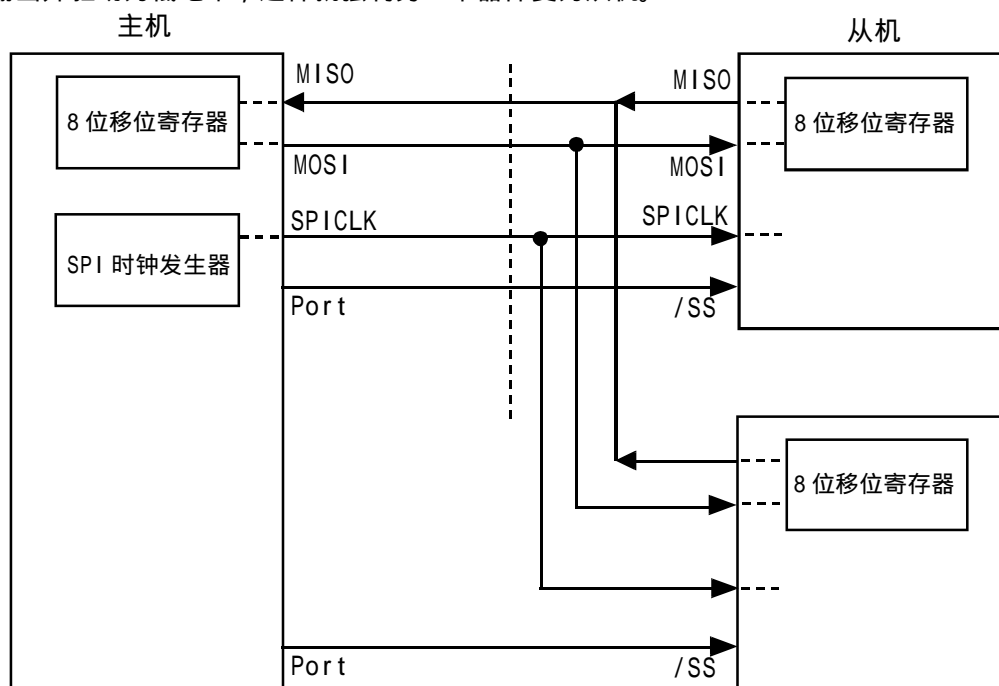 主机
从机
MISO
MISO
8 位移位寄存器
8 位移位寄存器
MOSI
MOSI
SPICLK
SPICLK
SPI 时钟发生器
Port
/SS
8 位移位寄存器
Port
/SS